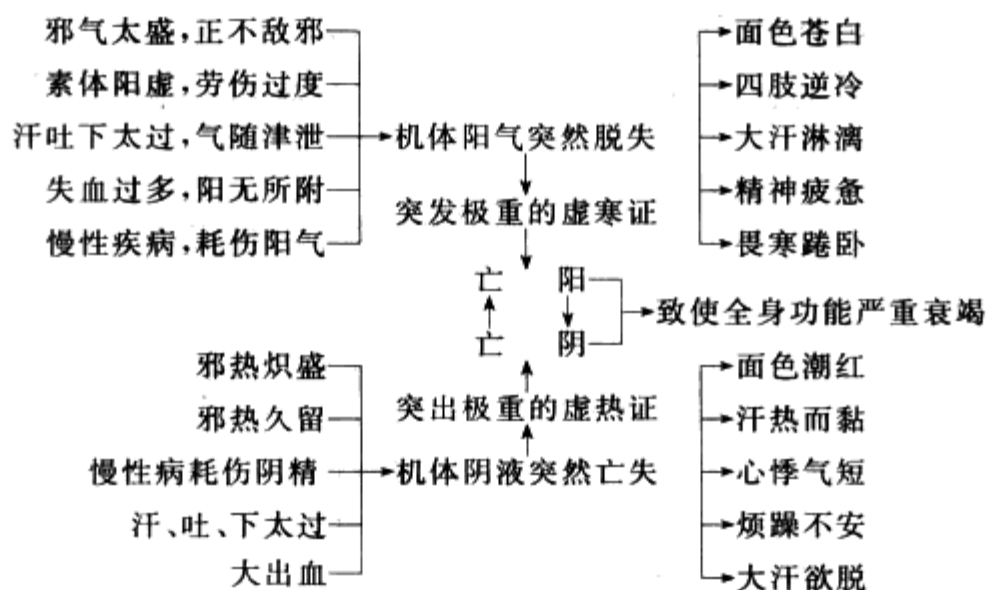 邪气太盛,正不敌邪
面色苍白
素体阳虚,劳伤过度
四肢逆冷
汗吐下太过,气随津泄
机体阳气突然脱失
大汗淋漓
失血过多,阳无所附
突发极重的虚寒证
精神疲惫
慢性疾病,耗伤阳气
畏寒踡卧
亡 阳
致使全身功能严重衰竭
亡 阴
邪热炽盛
面色潮红
邪热久留
突出极重的虚热证
汗热而黏
慢性病耗伤阴精
机体阴液突然亡失
心悸气短
汗、吐、下太过
烦躁不安
大出血
大汗欲脱